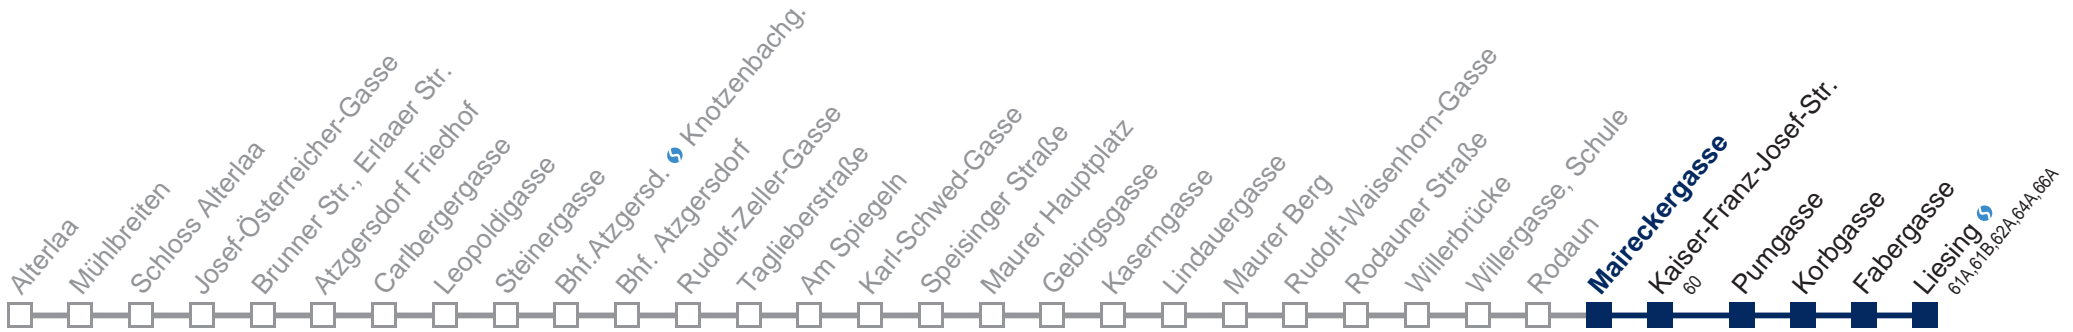 Alterlaa
Mühlbreiten
Schloss Alterlaa
Josef-Österreicher-Gasse
Brunner Str., Erlaaer Str.
Atzgersdorf Friedhof
Carlbergergasse
Leopoldigasse
Steinergasse
Bhf.Atzgersd. Knotzenbachg.
Bhf. Atzgersdorf
Rudolf-Zeller-Gasse
Taglieberstraße
Am Spiegeln
Karl-Schwed-Gasse
Speisinger Straße
Maurer Hauptplatz
Gebirgsgasse
Kaserngasse
Lindauergasse
Maurer Berg
Rudolf-Waisenhorn-Gasse
Rodauner Straße
Willerbrücke
Willergasse, Schule
Rodaun
Maireckergasse
Kaiser-Franz-Josef-Str.
60
Pumgasse
Korbgasse
Fabergasse
Liesing
61A,61B,62A,64A,66A